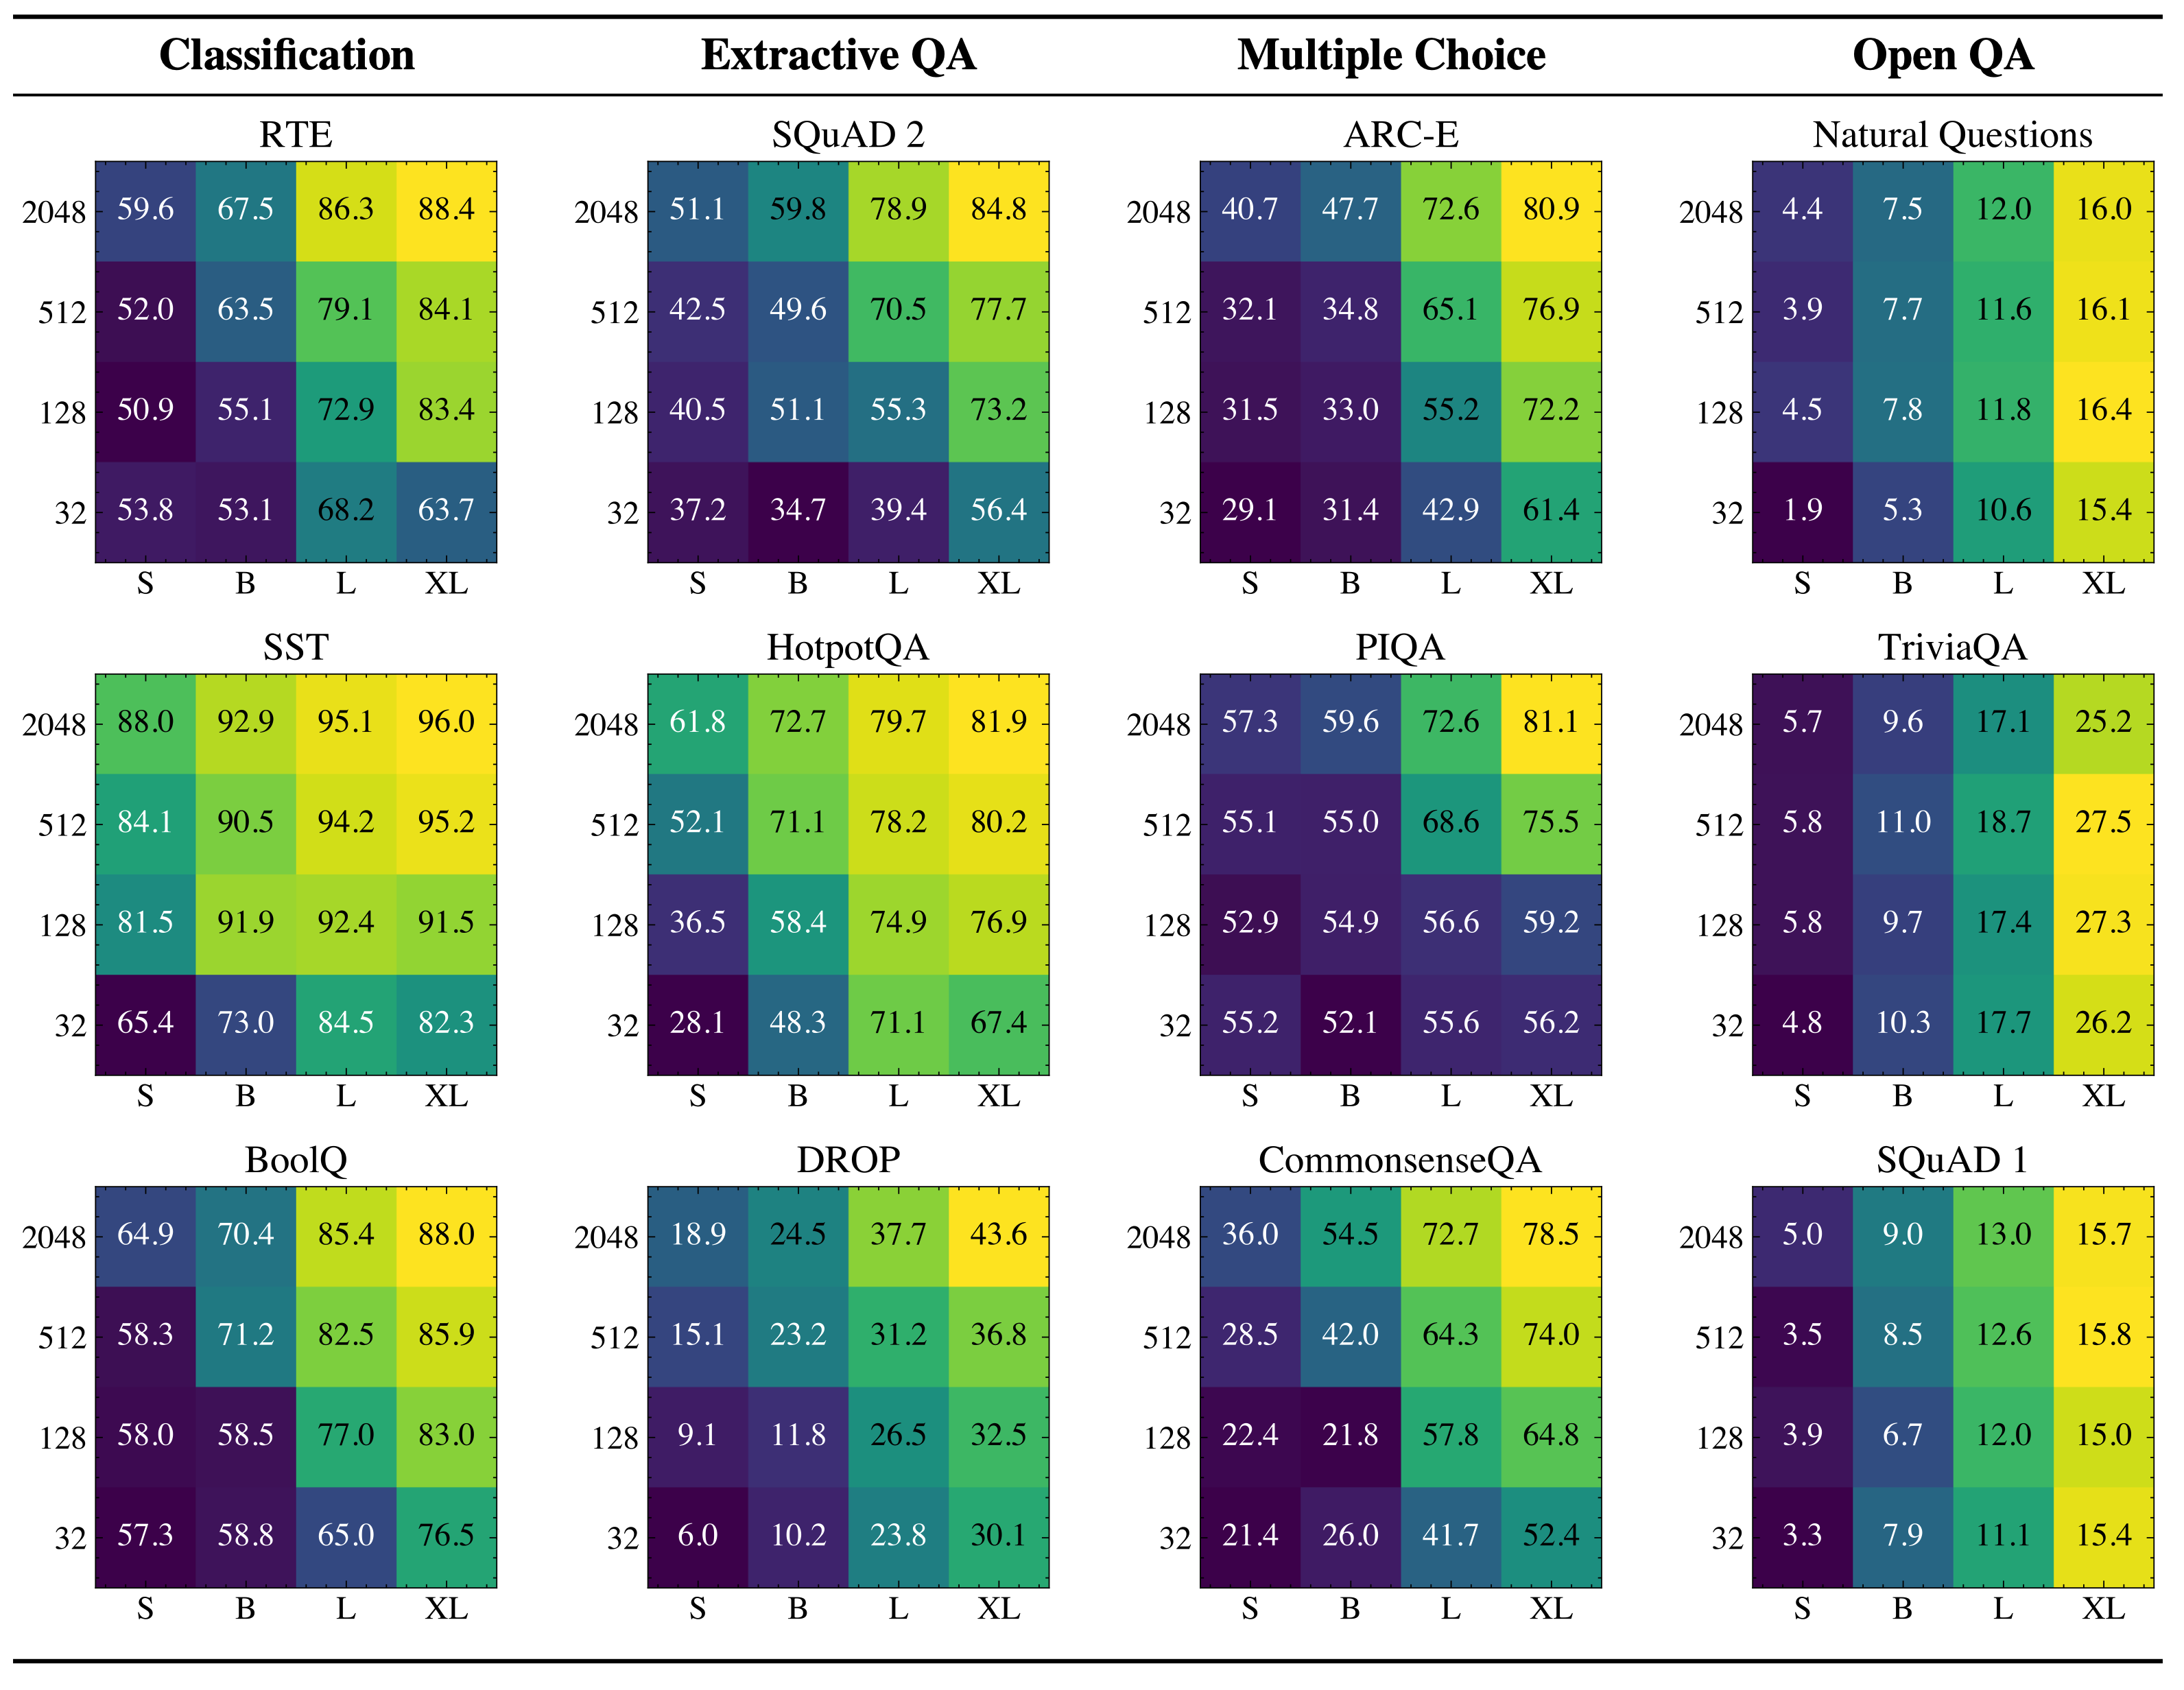 Classification Extractive QA Multiple Choice Open QA
RTE SQuAD 2 ARC-E Natural Questions
2048 59.6 67.5 86.3 88.4 2048 51.1 59.8 78.9 84.8 2048 40.7 47.7 72.6 80.9 2048 4.4 7.5 12.0 16.0
512 52.0 63.5 79.1 84.1 512 42.5 49.6 70.5 77.7 512 32.1 34.8 65.1 76.9 512 3.9 7.7 11.6 16.1
128 50.9 55.1 72.9 83.4 128 40.5 51.1 55.3 73.2 128 31.5 33.0 55.2 72.2 128 4.5 7.8 11.8 16.4
32 53.8 53.1 68.2 63.7 32 37.2 34.7 39.4 56.4 32 29.1 31.4 42.9 61.4 32 1.9 5.3 10.6 15.4
S B L XL S B L XL S B L XL S B L XL
SST HotpotQA PIQA TriviaQA
2048 88.0 92.9 95.1 96.0 2048 61.8 72.7 79.7 81.9 2048 57.3 59.6 72.6 81.1 2048 5.7 9.6 17.1 25.2
512 84.1 90.5 94.2 95.2 512 52.1 71.1 78.2 80.2 512 55.1 55.0 68.6 75.5 512 5.8 11.0 18.7 27.5
128 81.5 91.9 92.4 91.5 128 36.5 58.4 74.9 76.9 128 52.9 54.9 56.6 59.2 128 5.8 9.7 17.4 27.3
32 65.4 73.0 84.5 82.3 32 28.1 48.3 71.1 67.4 32 55.2 52.1 55.6 56.2 32 4.8 10.3 17.7 26.2
S B L XL S B L XL S B L XL S B L XL
BoolQ DROP CommonsenseQA SQuAD 1
2048 64.9 70.4 85.4 88.0 2048 18.9 24.5 37.7 43.6 2048 36.0 54.5 72.7 78.5 2048 5.0 9.0 13.0 15.7
512 58.3 71.2 82.5 85.9 512 15.1 23.2 31.2 36.8 512 28.5 42.0 64.3 74.0 512 3.5 8.5 12.6 15.8
128 58.0 58.5 77.0 83.0 128 9.1 11.8 26.5 32.5 128 22.4 21.8 57.8 64.8 128 3.9 6.7 12.0 15.0
32 57.3 58.8 65.0 76.5 32 6.0 10.2 23.8 30.1 32 21.4 26.0 41.7 52.4 32 3.3 7.9 11.1 15.4
S B L XL S B L XL S B L XL S B L XL